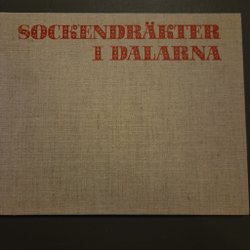 SOCKENDRÄKTER
I DALARNA